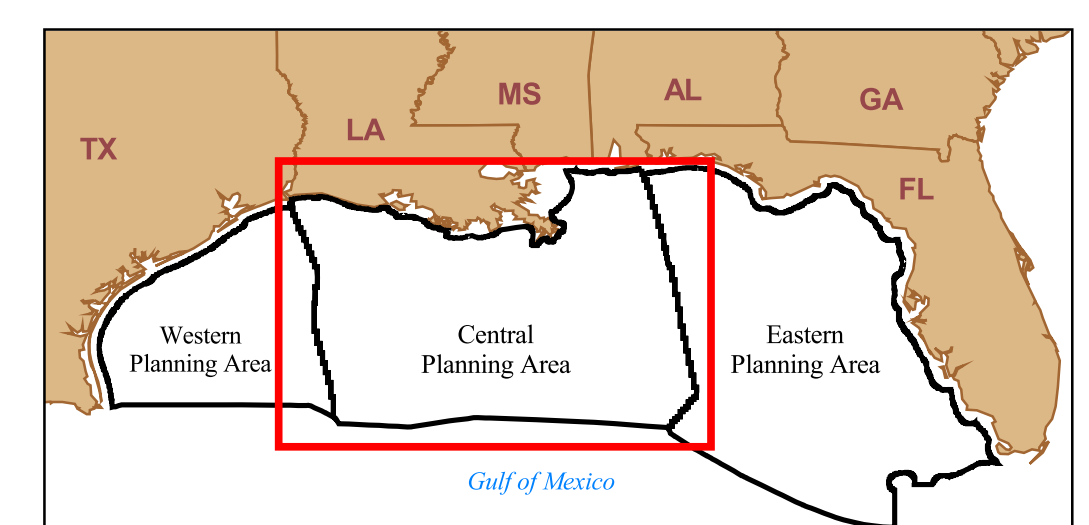 MS
AL
GA
LA
TX
FL
Western
Planning Area
Central
Planning Area
Eastern
Planning Area
Gulf of Mexico